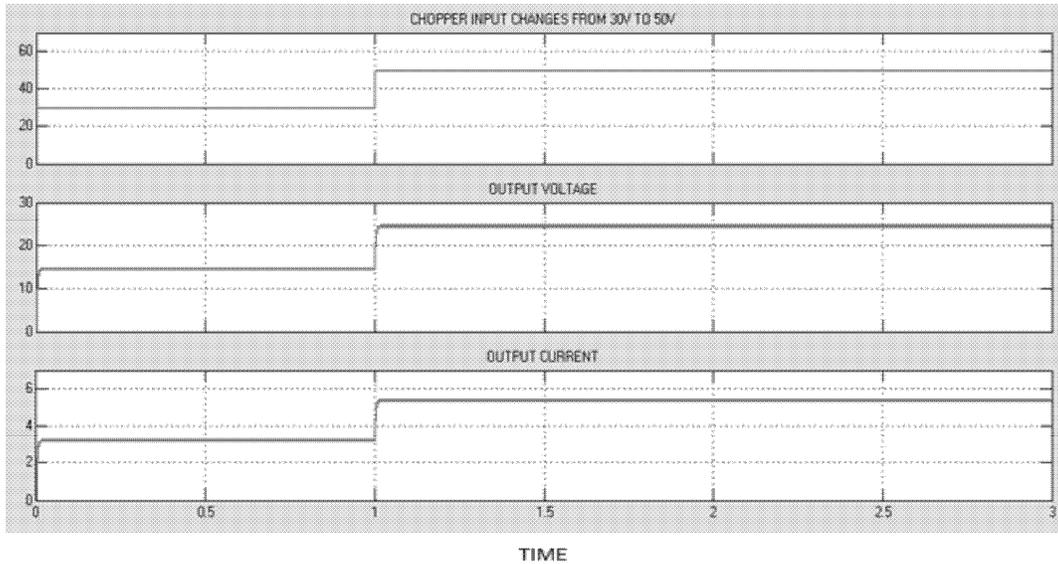 CHOPPER INPUT CHANGES FROM 30V TO 50V
60
40
20
0
OUTPUT VOLTAGE
30
20
10
0
OUTPUT CURRENT
6
4
2
0
0 0.5 1 1.5 2 2.5 3
TIME